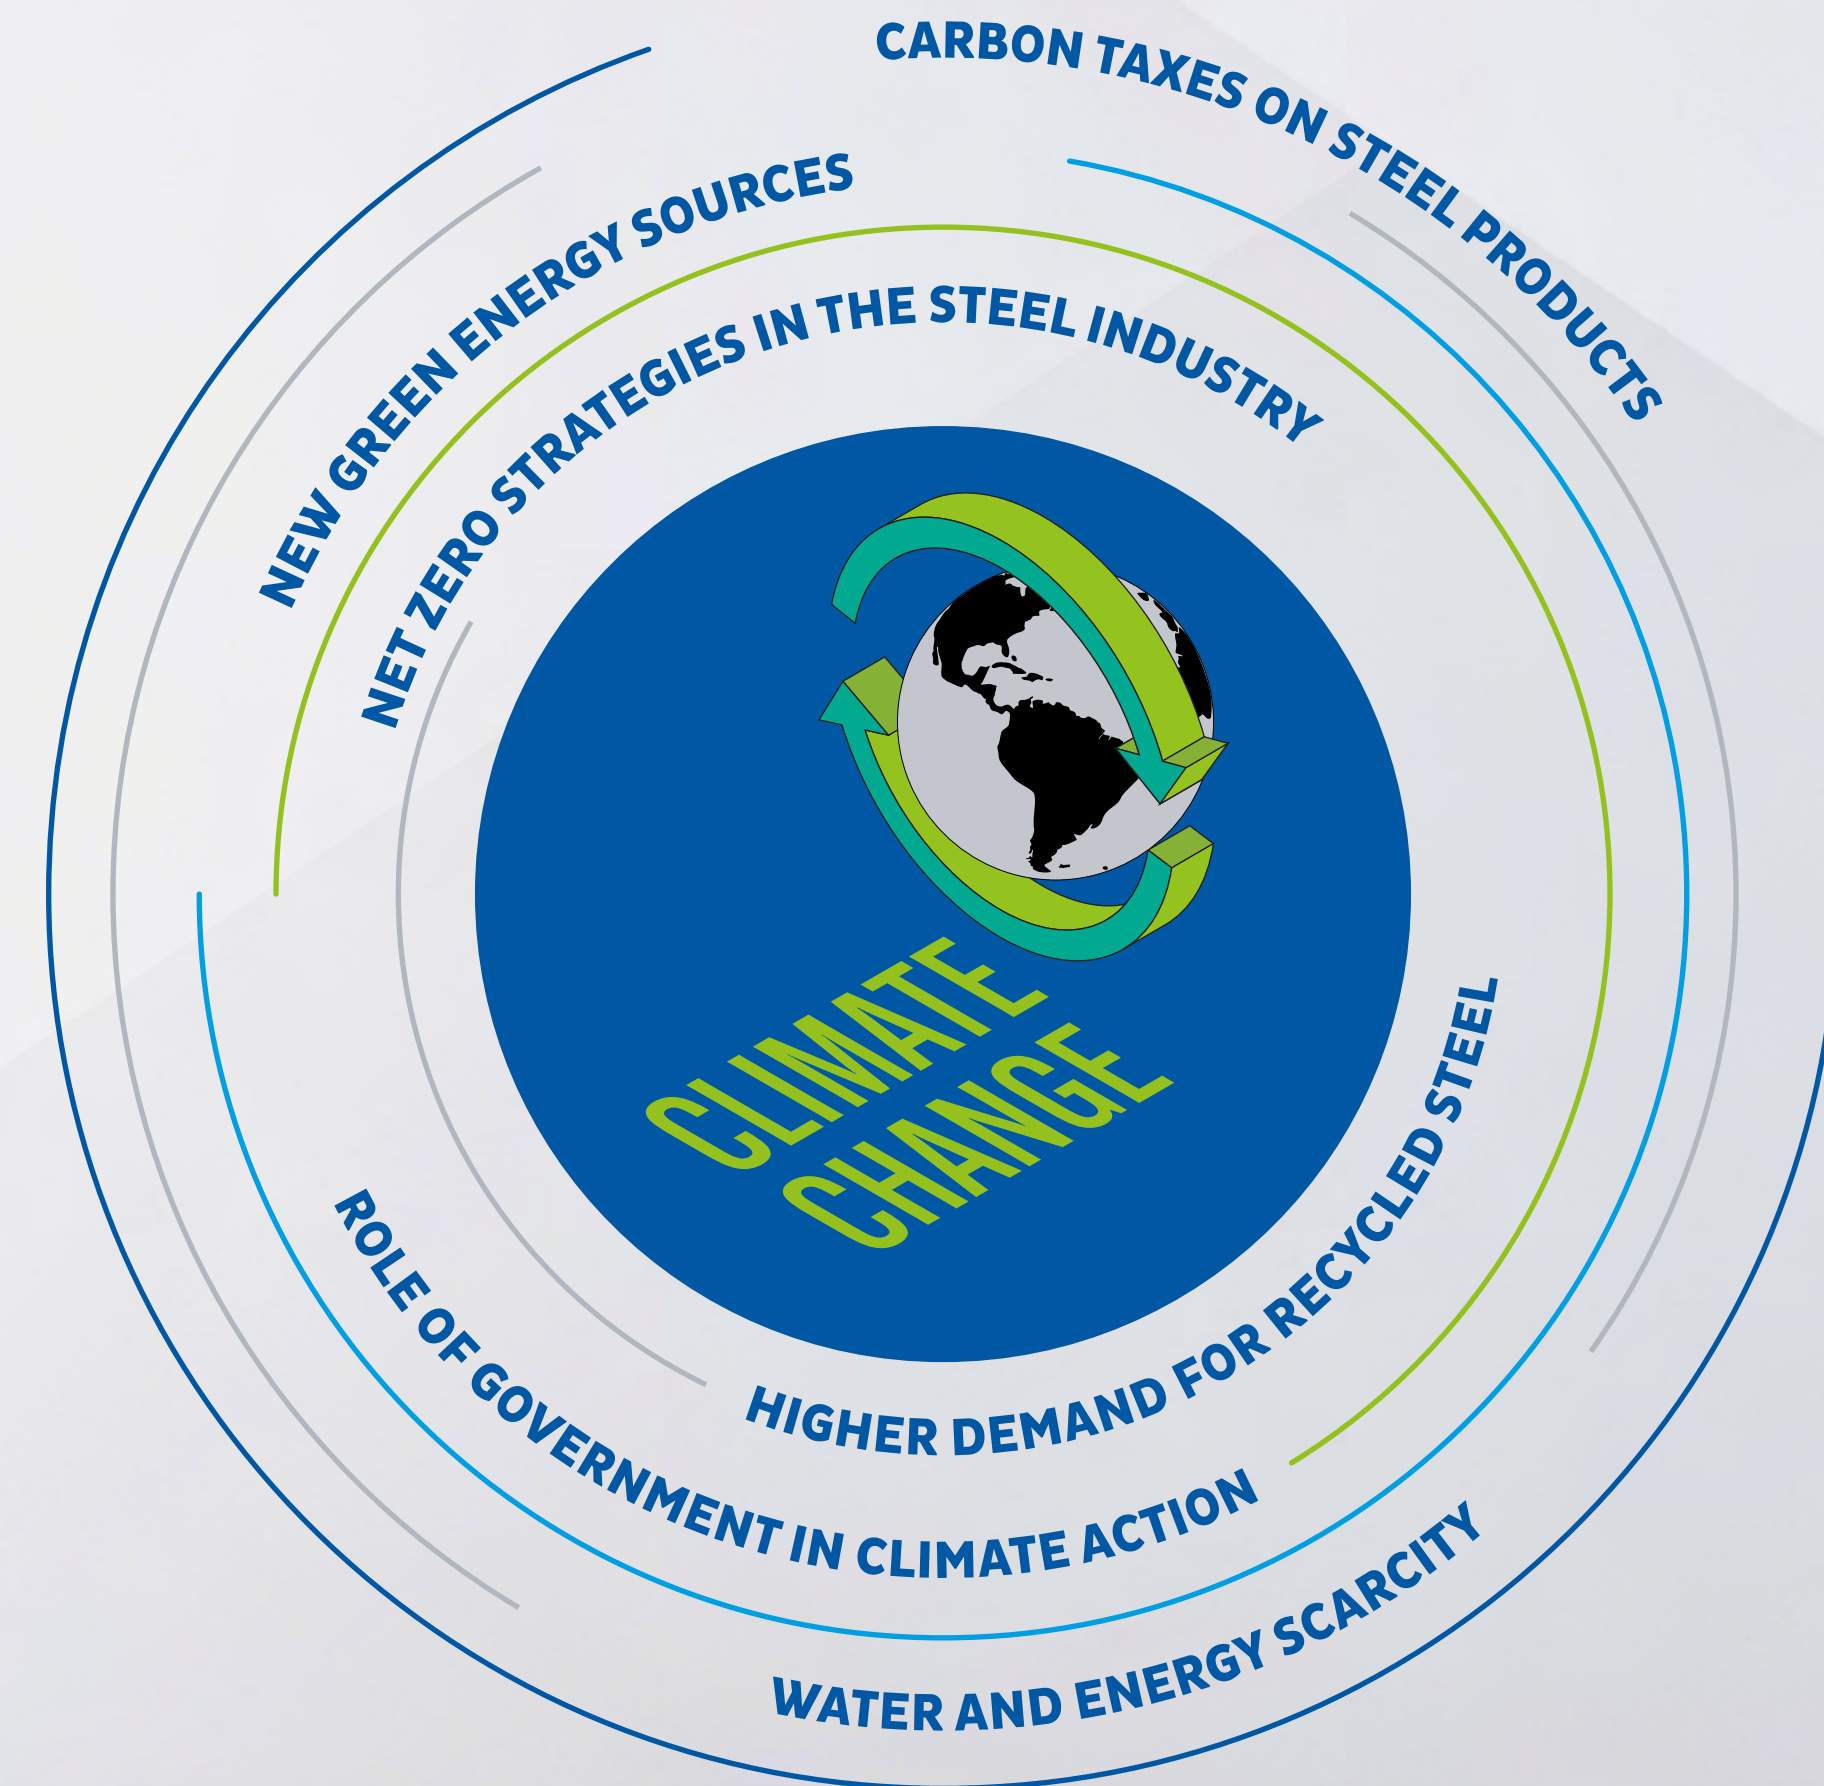 CARBON TAXES ON STEEL PRODUCTS
NEW GREEN ENERGY SOURCES
NET ZERO STRATEGIES IN THE STEEL INDUSTRY
CLIMATE
CHANGE
HIGHER DEMAND FOR RECYCLED STEEL
ROLE OF GOVERNMENT IN CLIMATE ACTION
WATER AND ENERGY SCARCITY